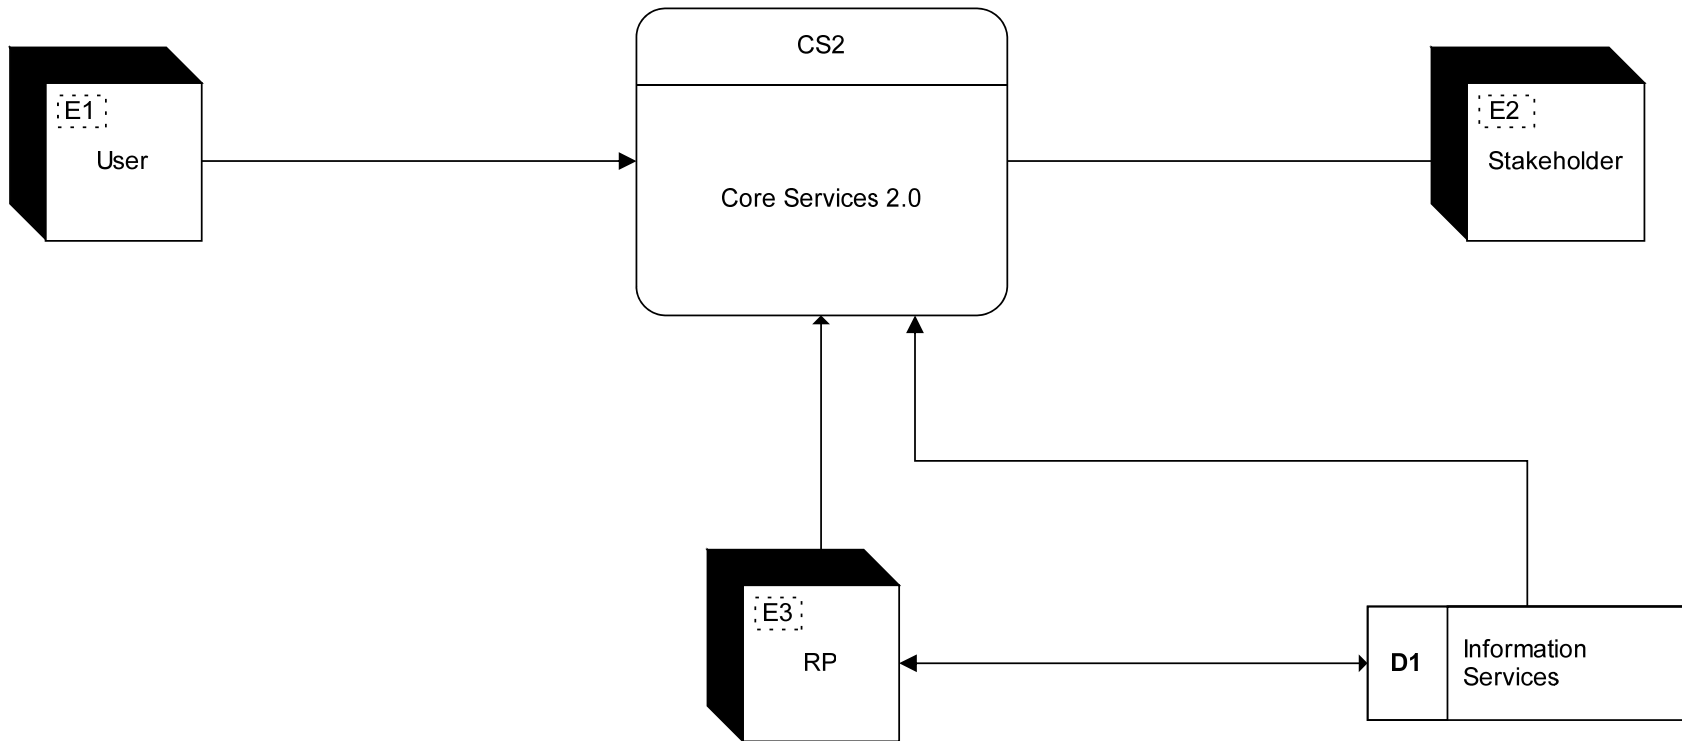 CS2
E1
User
Core Services 2.0
E2
Stakeholder
E3
RP
D1
Information
Services